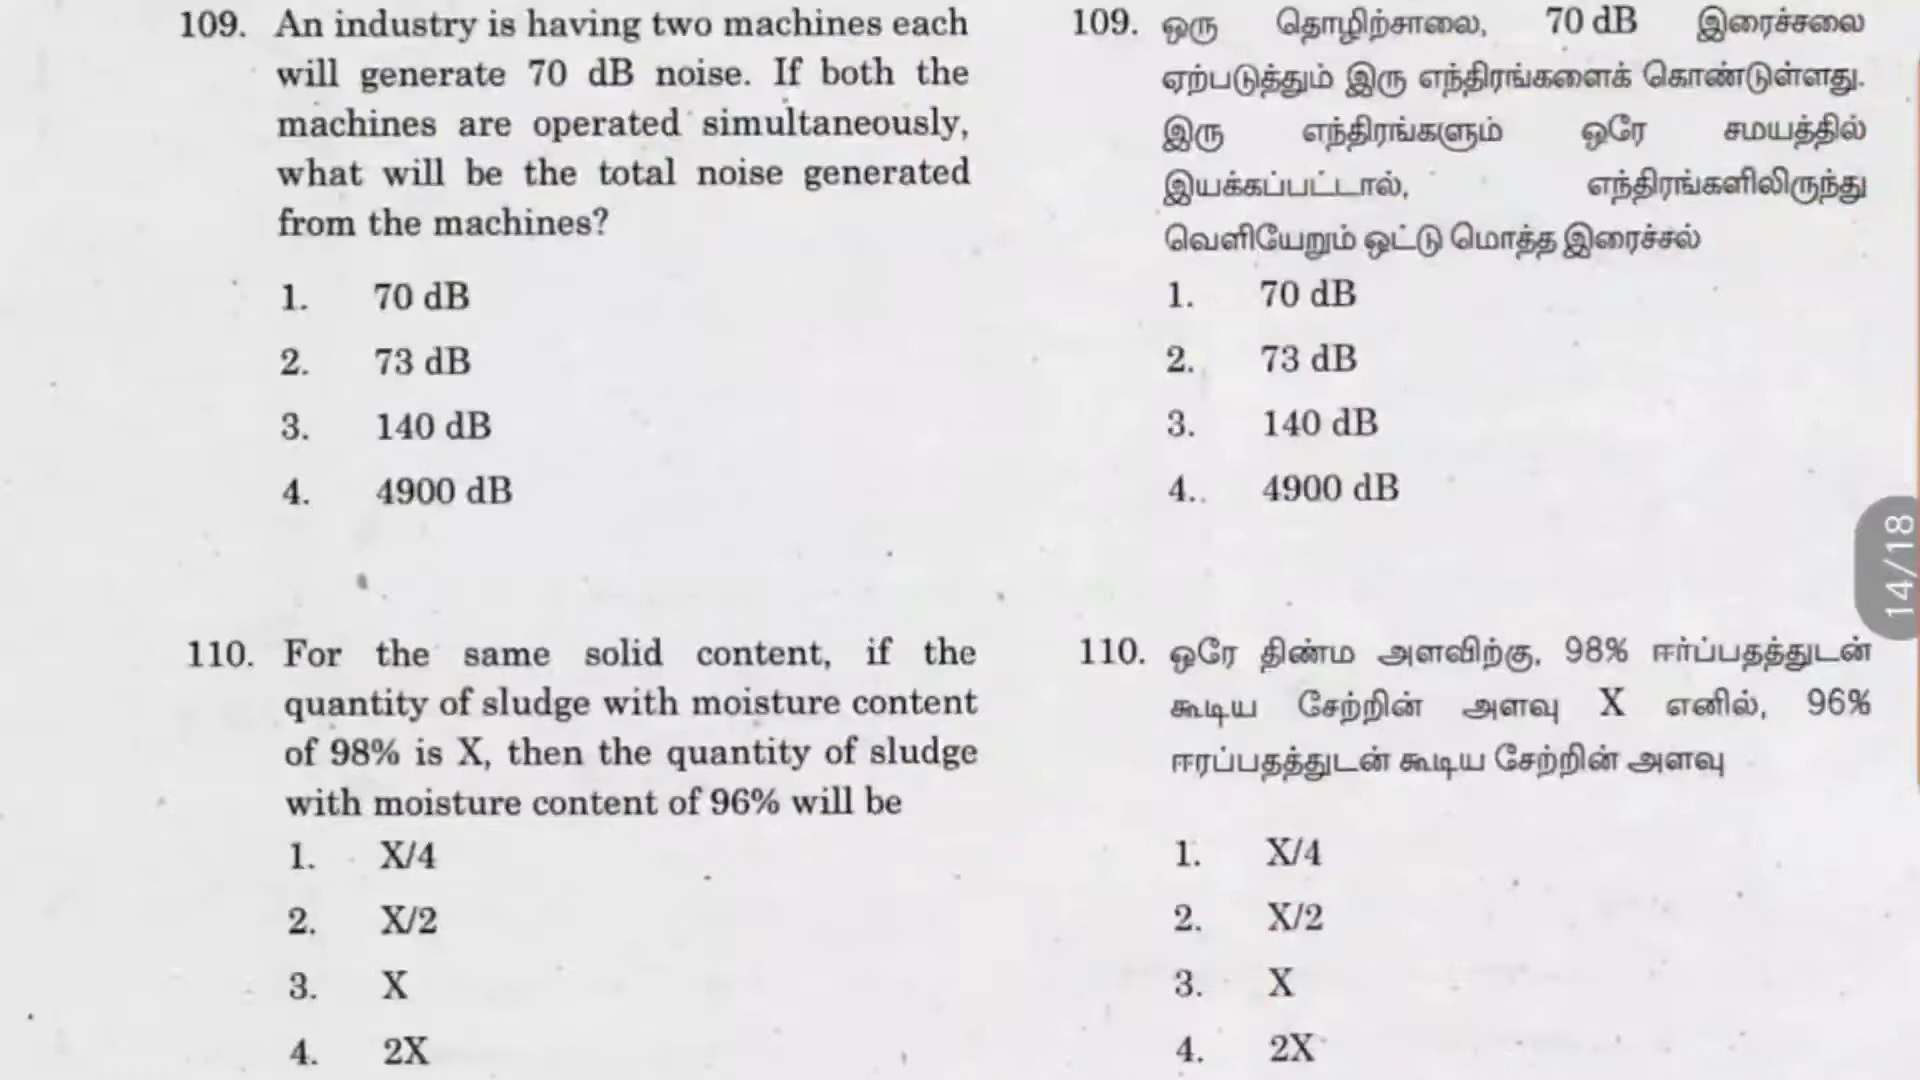 109. An industry is having two machines each
will generate 70 dB noise. If both the
machines are operated simultaneously,
what will be the total noise generated
from the machines?
1. 70 dB
2. 73 dB
3. 140 dB
4. 4900 dB
110. For the same solid content, if the
quantity of sludge with moisture content
of 98% is X, then the quantity of sludge
with moisture content of 96% will be
1. X/4
2. X/2
3. X
4. 2X
109. ஒரு தொழிற்சாலை, 70 dB இரைச்சலை
ஏற்படுத்தும் இரு எந்திரங்களைக் கொண்டுள்ளது.
இரு எந்திரங்களும் ஒரே சமயத்தில்
இயக்கப்பட்டால், எந்திரங்களிலிருந்து
வெளியேறும் ஒட்டு மொத்த இரைச்சல்
1. 70 dB
2. 73 dB
3. 140 dB
4. 4900 dB
110. ஒரே திண்ம அளவிற்கு, 98% ஈர்ப்பதத்துடன்
கூடிய சேற்றின் அளவு X எனில், 96%
ஈரப்பதத்துடன் கூடிய சேற்றின் அளவு
1. X/4
2. X/2
3. X
4. 2X
14/18